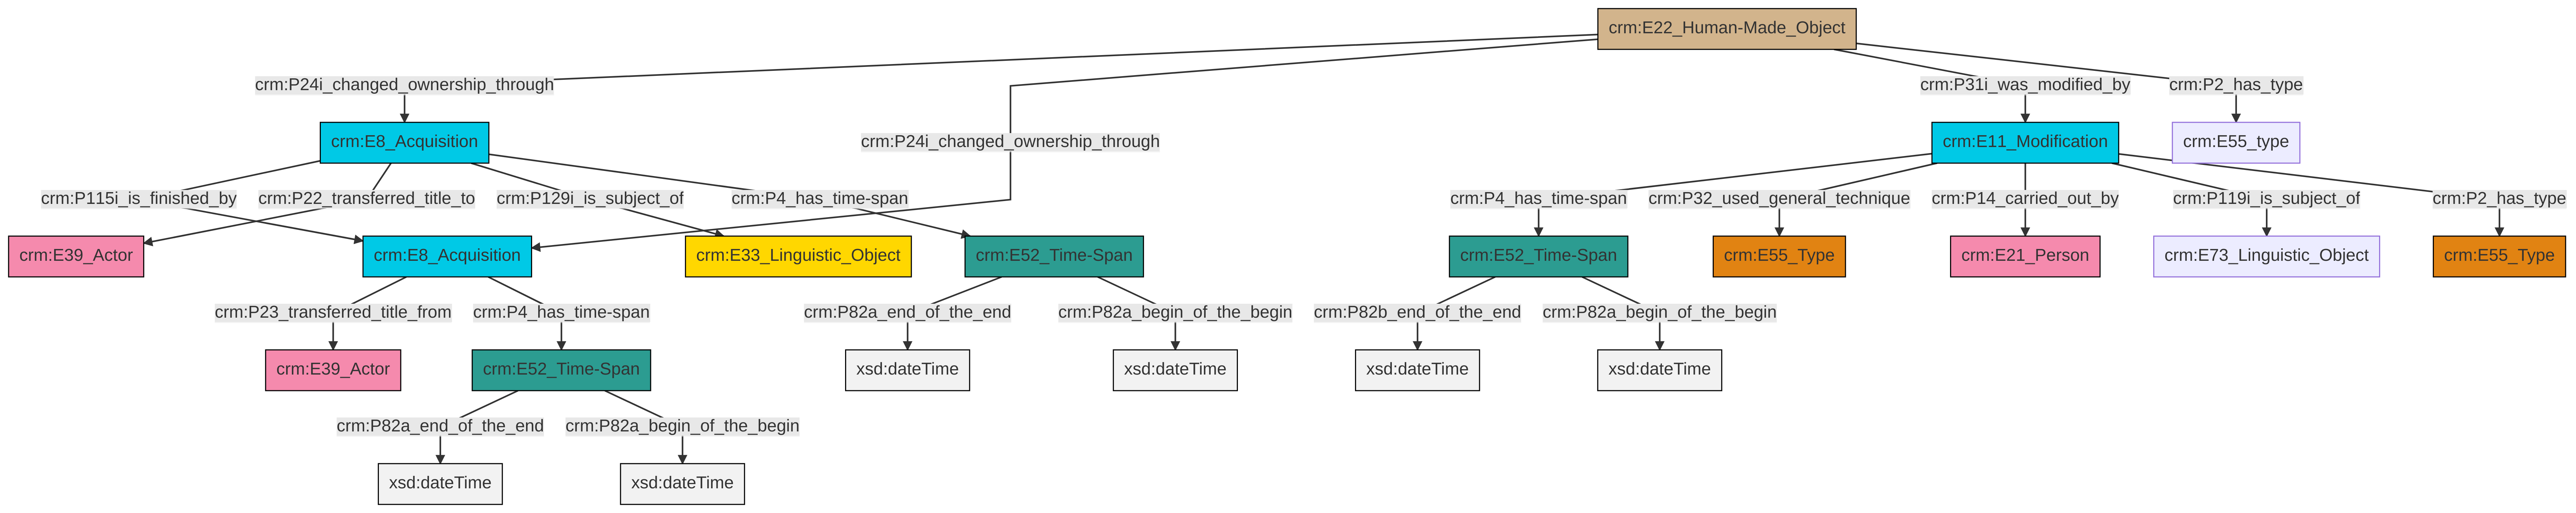 crm:E22_Human-Made_Object
crm:P24i_changed_ownership_through
crm:P31i_was_modified_by
crm:P2_has_type
crm:E8_Acquisition
crm:P24i_changed_ownership_through
crm:E11_Modification
crm:E55_type
crm:P115i_is_finished_by
crm:P22_transferred_title_to
crm:P129i_is_subject_of
crm:P4_has_time-span
crm:P4_has_time-span
crm:P32_used_general_technique
crm:P14_carried_out_by
crm:P119i_is_subject_of
crm:P2_has_type
crm:E39_Actor
crm:E8_Acquisition
crm:E33_Linguistic_Object
crm:E52_Time-Span
crm:E52_Time-Span
crm:E55_Type
crm:E21_Person
crm:E73_Linguistic_Object
crm:E55_Type
crm:P23_transferred_title_from
crm:P4_has_time-span
crm:P82a_end_of_the_end
crm:P82a_begin_of_the_begin
crm:P82b_end_of_the_end
crm:P82a_begin_of_the_begin
crm:E39_Actor
crm:E52_Time-Span
xsd:dateTime
xsd:dateTime
xsd:dateTime
xsd:dateTime
crm:P82a_end_of_the_end
crm:P82a_begin_of_the_begin
xsd:dateTime
xsd:dateTime